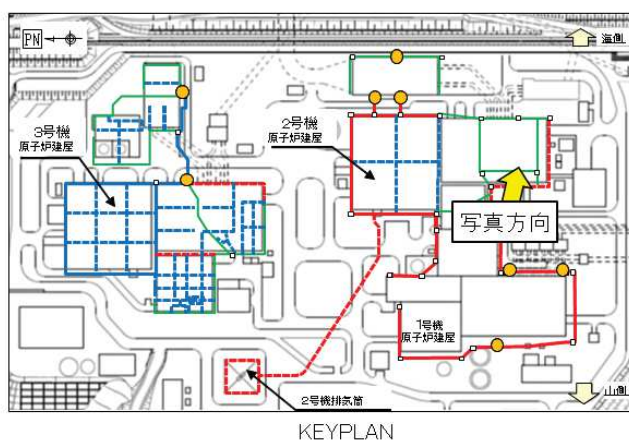 PN
海側
3号機
原子炉建屋
2号機
原子炉建屋
写真方向
1号機
原子炉建屋
2号機排気筒
山側
KEYPLAN